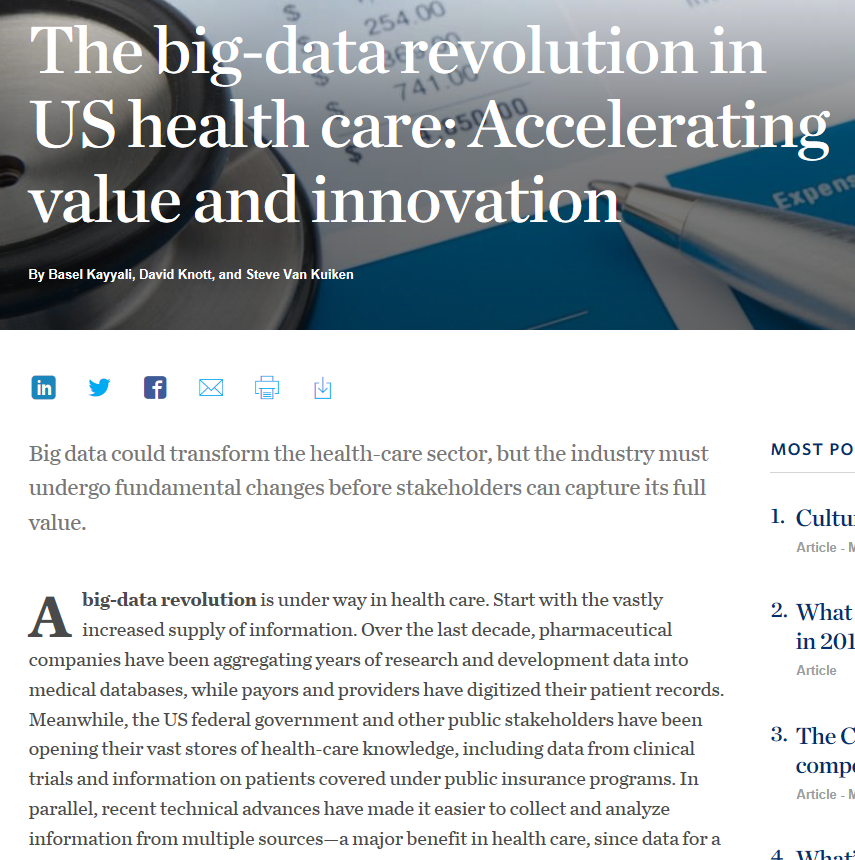 $ 254.00
$ 368.00
$ 741.00
$
$
Expens
The big-data revolution in
US health care: Accelerating
value and innovation
By Basel Kayyali, David Knott, and Steve Van Kuiken
in
f
Big data could transform the health-care sector, but the industry must
undergo fundamental changes before stakeholders can capture its full
value.
A big-data revolution is under way in health care. Start with the vastly
increased supply of information. Over the last decade, pharmaceutical
companies have been aggregating years of research and development data into
medical databases, while payors and providers have digitized their patient records.
Meanwhile, the US federal government and other public stakeholders have been
opening their vast stores of health-care knowledge, including data from clinical
trials and information on patients covered under public insurance programs. In
parallel, recent technical advances have made it easier to collect and analyze
information from multiple sources—a major benefit in health care, since data for a
MOST PO
1. Cultu
Article - M
2. What
in 201
Article
3. The C
compe
Article - M
4. What's